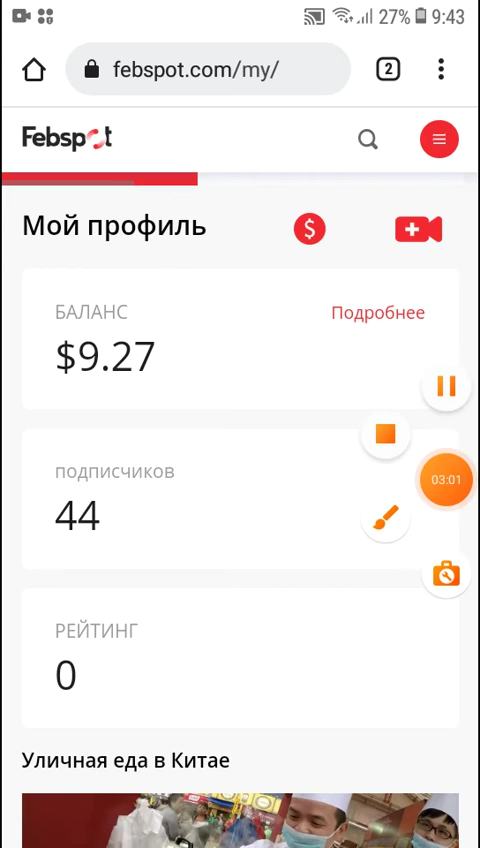 27% 9:43
febspot.com/my/ 2
Febspot
Мой профиль $
БАЛАНС Подробнее
$9.27
подписчиков
44
03:01
РЕЙТИНГ
0
Уличная еда в Китае